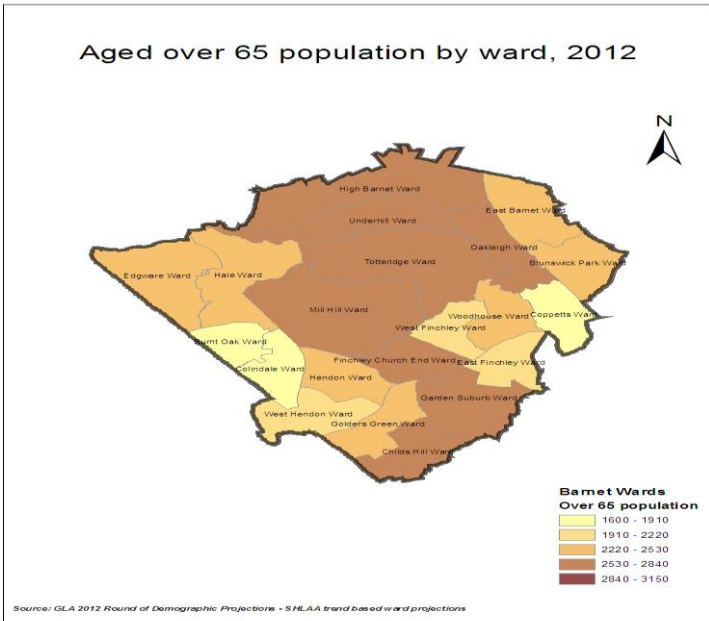 Aged over 65 population by ward, 2012
N
High Barnet Ward
East Barnet Ward
Underhill Ward
Oakleigh Ward
Totteridge Ward
Brunswick Park Ward
Edgware Ward
Hale Ward
Mill Hill Ward
Woodhouse Ward
Coppetts Ward
West Finchley Ward
Burnt Oak Ward
Finchley Church End Ward
East Finchley Ward
Colindale Ward
Hendon Ward
Garden Suburb Ward
West Hendon Ward
Golders Green Ward
Childs Hill Ward
Barnet Wards
Over 65 population
1600 - 1910
1910 - 2220
2220 - 2530
2530 - 2840
2840 - 3150
Source: GLA 2012 Round of Demographic Projections - SHLAA trend based ward projections